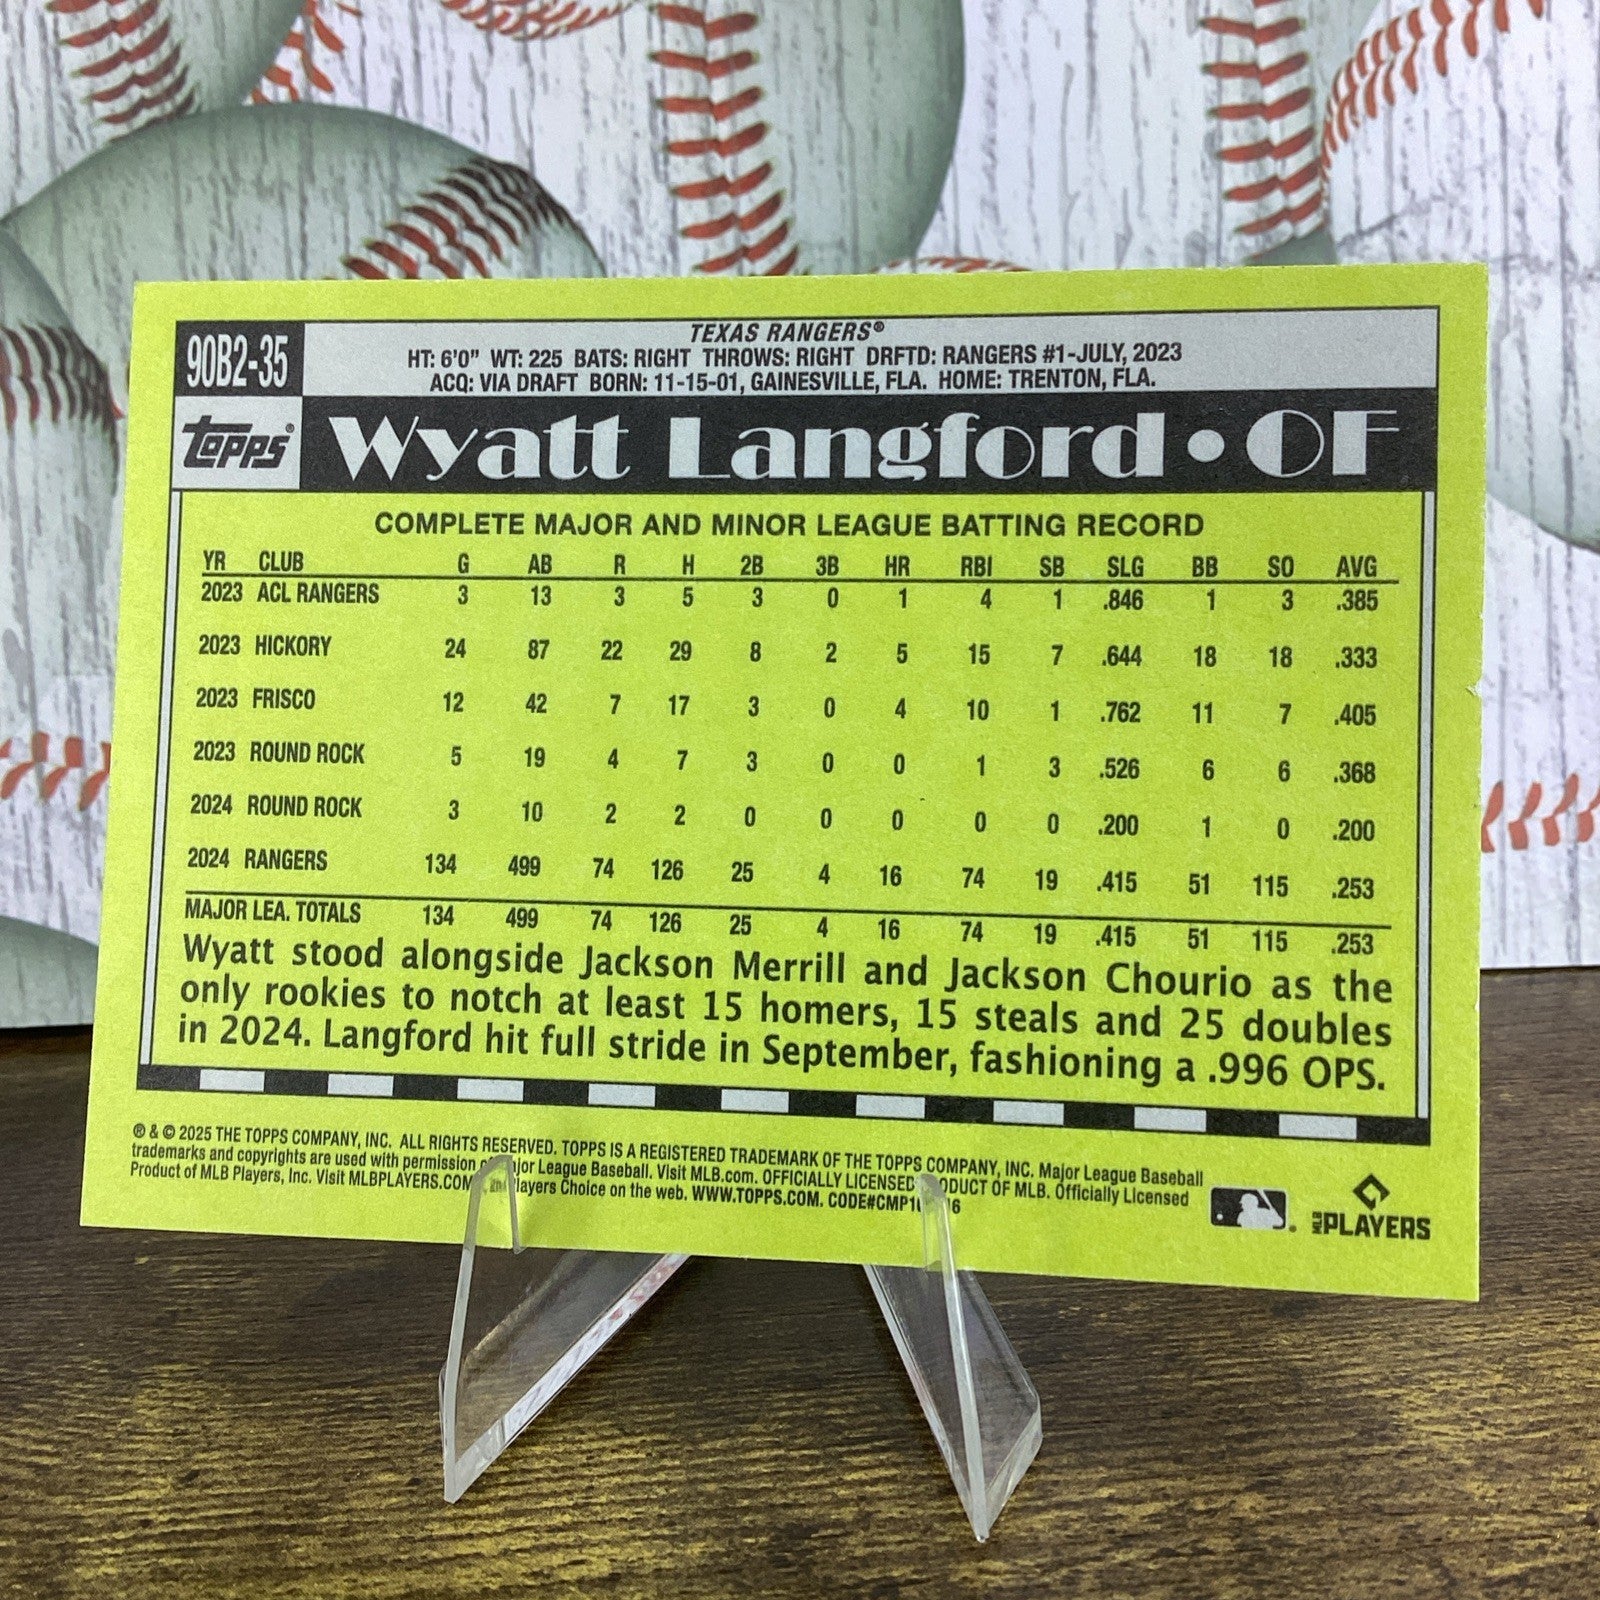 90B2-35
TEXAS RANGERS®
HT: 6'0" WT: 225 BATS: RIGHT THROWS: RIGHT DRFTD: RANGERS #1-JULY, 2023
ACQ: VIA DRAFT BORN: 11-15-01, GAINESVILLE, FLA. HOME: TRENTON, FLA.
Topps®
Wyatt Langford • OF
COMPLETE MAJOR AND MINOR LEAGUE BATTING RECORD
YR CLUB G AB R H 2B 3B HR RBI SB SLG BB SO AVG
2023 ACL RANGERS 3 13 3 5 3 0 1 4 1 .846 1 3 .385
2023 HICKORY 24 87 22 29 8 2 5 15 7 .644 18 18 .333
2023 FRISCO 12 42 7 17 3 0 4 10 1 .762 11 7 .405
2023 ROUND ROCK 5 19 4 7 3 0 0 1 3 .526 6 6 .368
2024 ROUND ROCK 3 10 2 2 0 0 0 0 0 .200 1 0 .200
2024 RANGERS 134 499 74 126 25 4 16 74 19 .415 51 115 .253
MAJOR LEA. TOTALS 134 499 74 126 25 4 16 74 19 .415 51 115 .253
Wyatt stood alongside Jackson Merrill and Jackson Chourio as the
only rookies to notch at least 15 homers, 15 steals and 25 doubles
in 2024. Langford hit full stride in September, fashioning a .996 OPS.
® & © 2025 THE TOPPS COMPANY, INC. ALL RIGHTS RESERVED. TOPPS IS A REGISTERED TRADEMARK OF THE TOPPS COMPANY, INC. Major League Baseball
trademarks and copyrights are used with permission of Major League Baseball. Visit MLB.com. OFFICIALLY LICENSED PRODUCT OF MLB. Officially Licensed
Product of MLB Players, Inc. Visit MLBPLAYERS.COM, the Players Choice on the web. WWW.TOPPS.COM. CODE#CMP
MLB PLAYERS